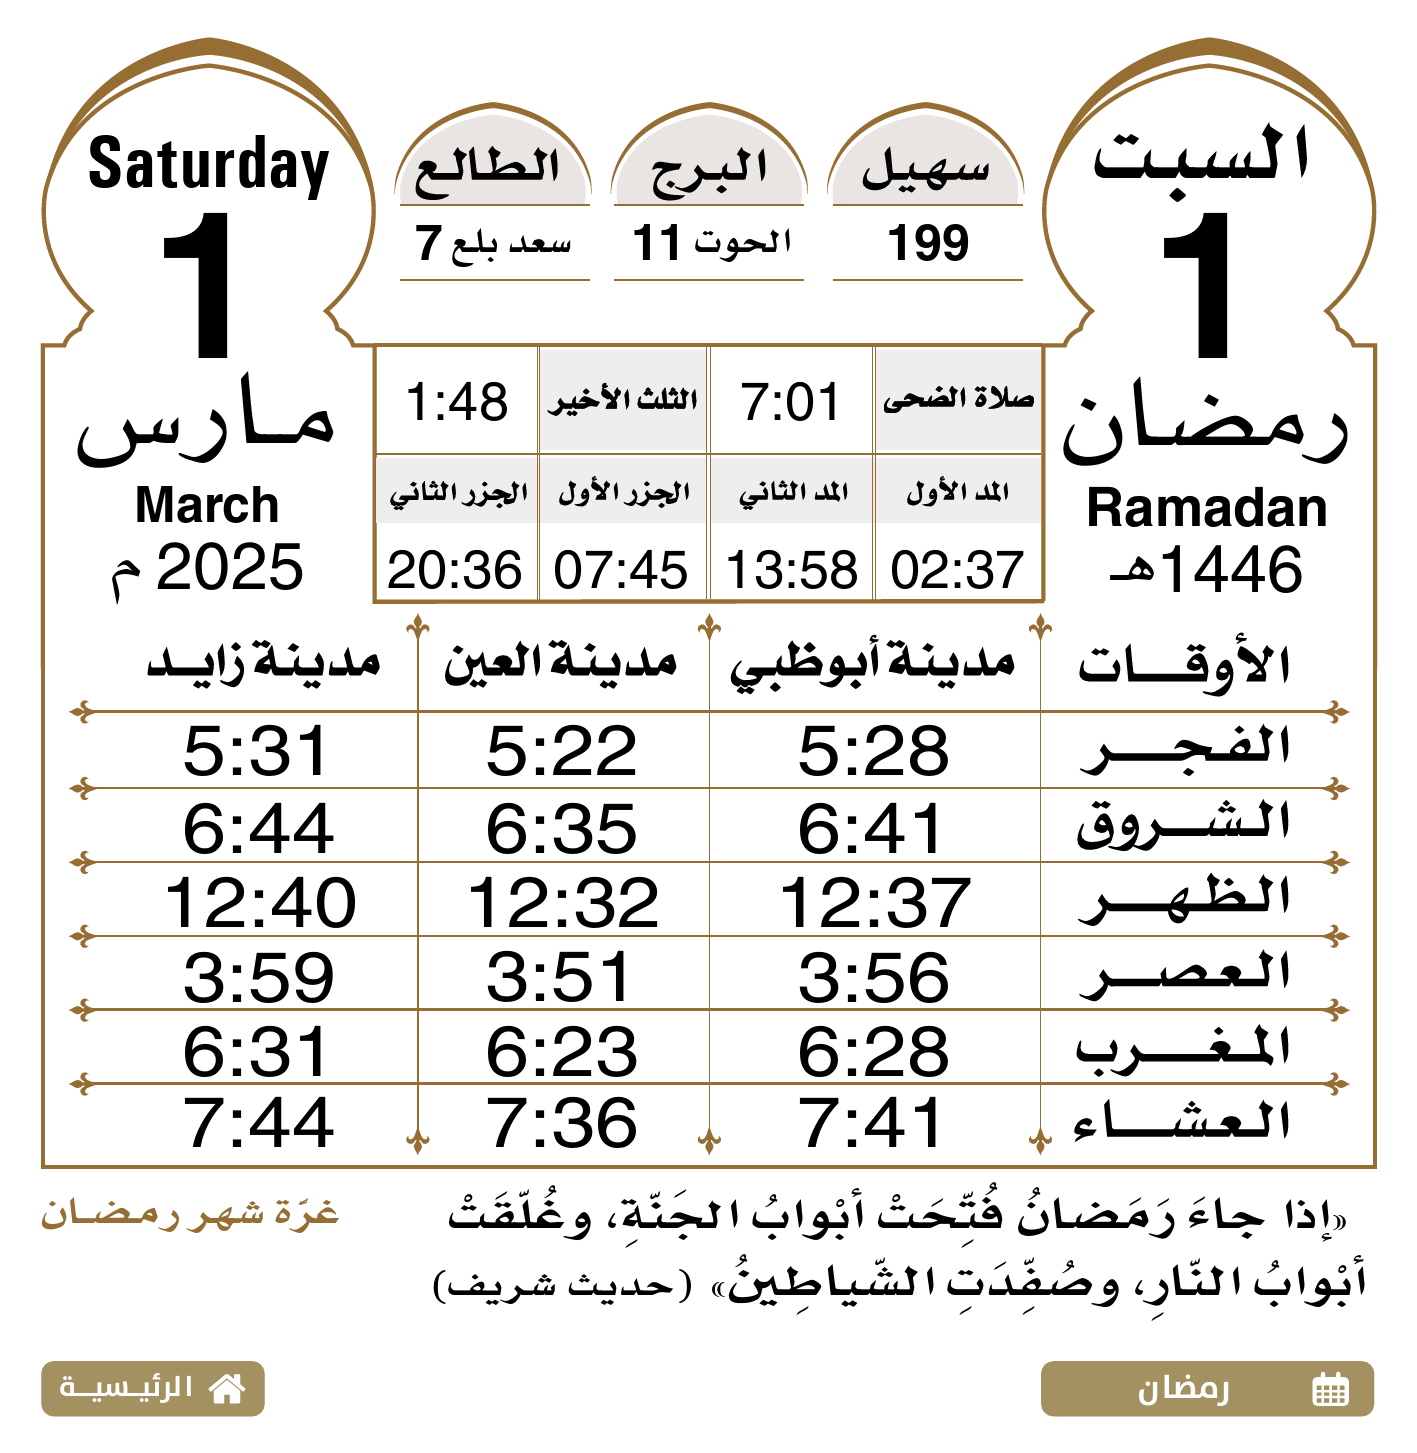 السبت
1
رمضان
Ramadan
1446هـ
سهيل
199
البرج
الحوت 11
الطالع
سعد بلع 7
Saturday
1
مارس
March
2025 م
صلاة الضحى 7:01 الثلث الأخير 1:48
المد الأول المد الثاني الجزر الأول الجزر الثاني
02:37 13:58 07:45 20:36
الأوقات مدينة أبوظبي مدينة العين مدينة زايد
الفجر 5:28 5:22 5:31
الشروق 6:41 6:35 6:44
الظهر 12:37 12:32 12:40
العصر 3:56 3:51 3:59
المغرب 6:28 6:23 6:31
العشاء 7:41 7:36 7:44
«إذا جاءَ رَمَضانُ فُتِّحَتْ أبْوابُ الجَنّةِ، وغُلّقَتْ
أبْوابُ النّارِ، وصُفِّدَتِ الشّياطِينُ» (حديث شريف)
غرّة شهر رمضان
رمضان
الرئيسية